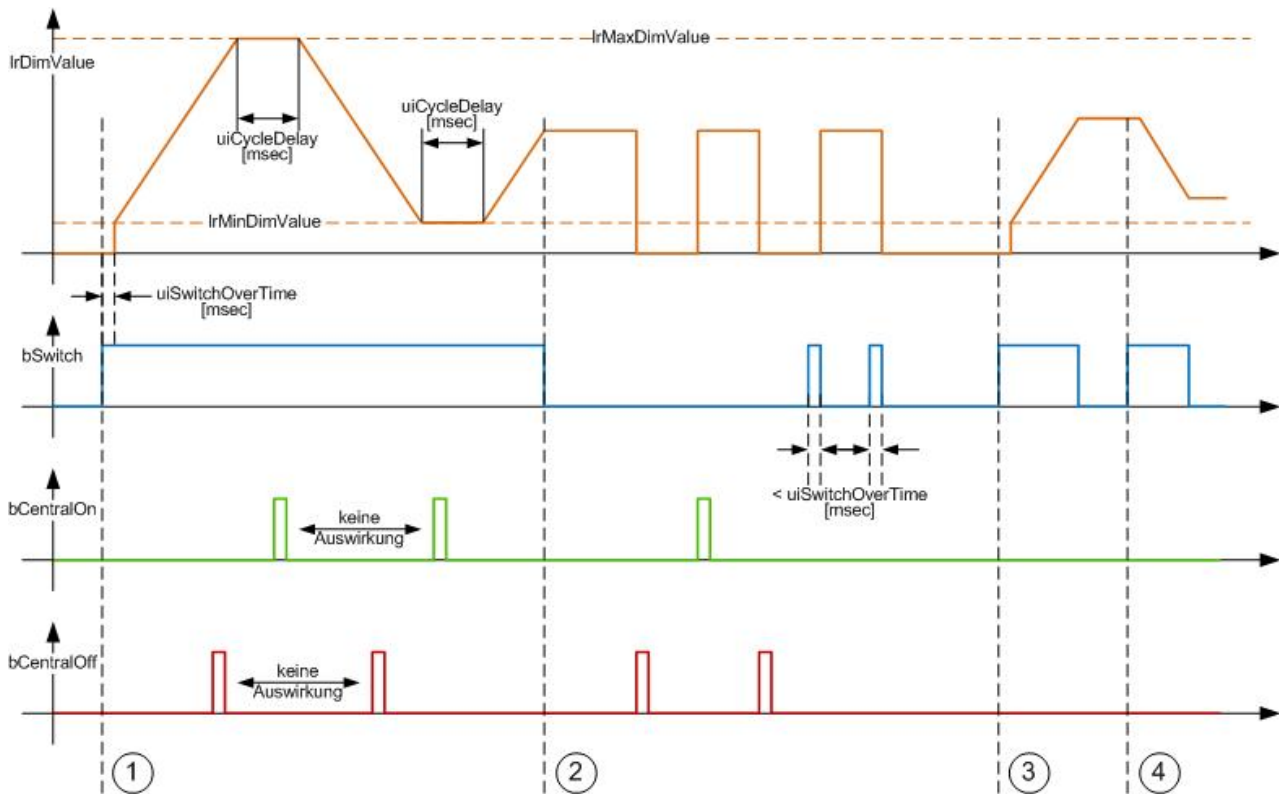 lrMaxDimValue
lrDimValue
uiCycleDelay
[msec]
uiCycleDelay
[msec]
lrMinDimValue
uiSwitchOverTime
[msec]
bSwitch
< uiSwitchOverTime
[msec]
bCentralOn
keine
Auswirkung
bCentralOff
keine
Auswirkung
1
2
3
4